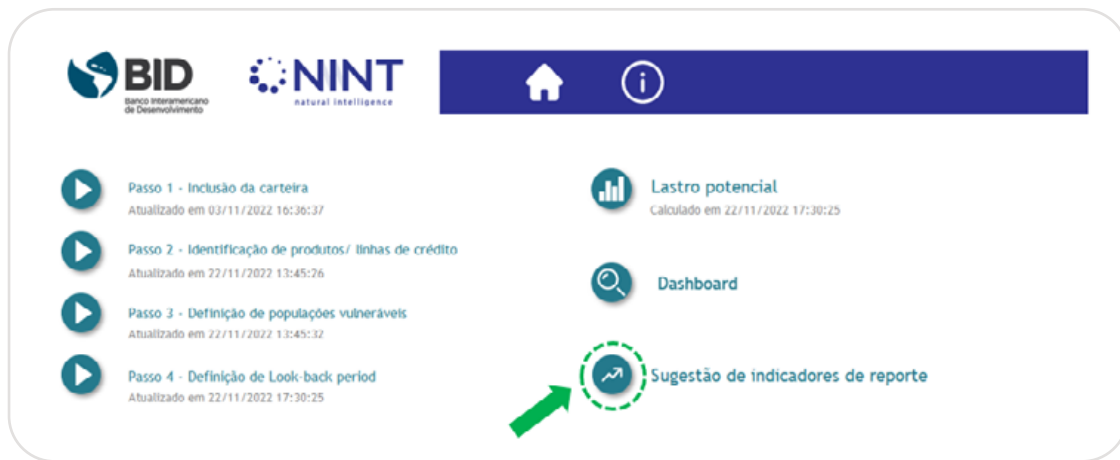 BID
Banco Interamericano
de Desenvolvimento
NINT
natural intelligence
Passo 1 - Inclusão da carteira
Atualizado em 03/11/2022 16:36:37
Passo 2 - Identificação de produtos/ linhas de crédito
Atualizado em 22/11/2022 13:45:26
Passo 3 - Definição de populações vulneráveis
Atualizado em 22/11/2022 13:45:32
Passo 4 - Definição de Look-back period
Atualizado em 22/11/2022 17:30:25
Lastro potencial
Calculado em 22/11/2022 17:30:25
Dashboard
Sugestão de indicadores de reporte